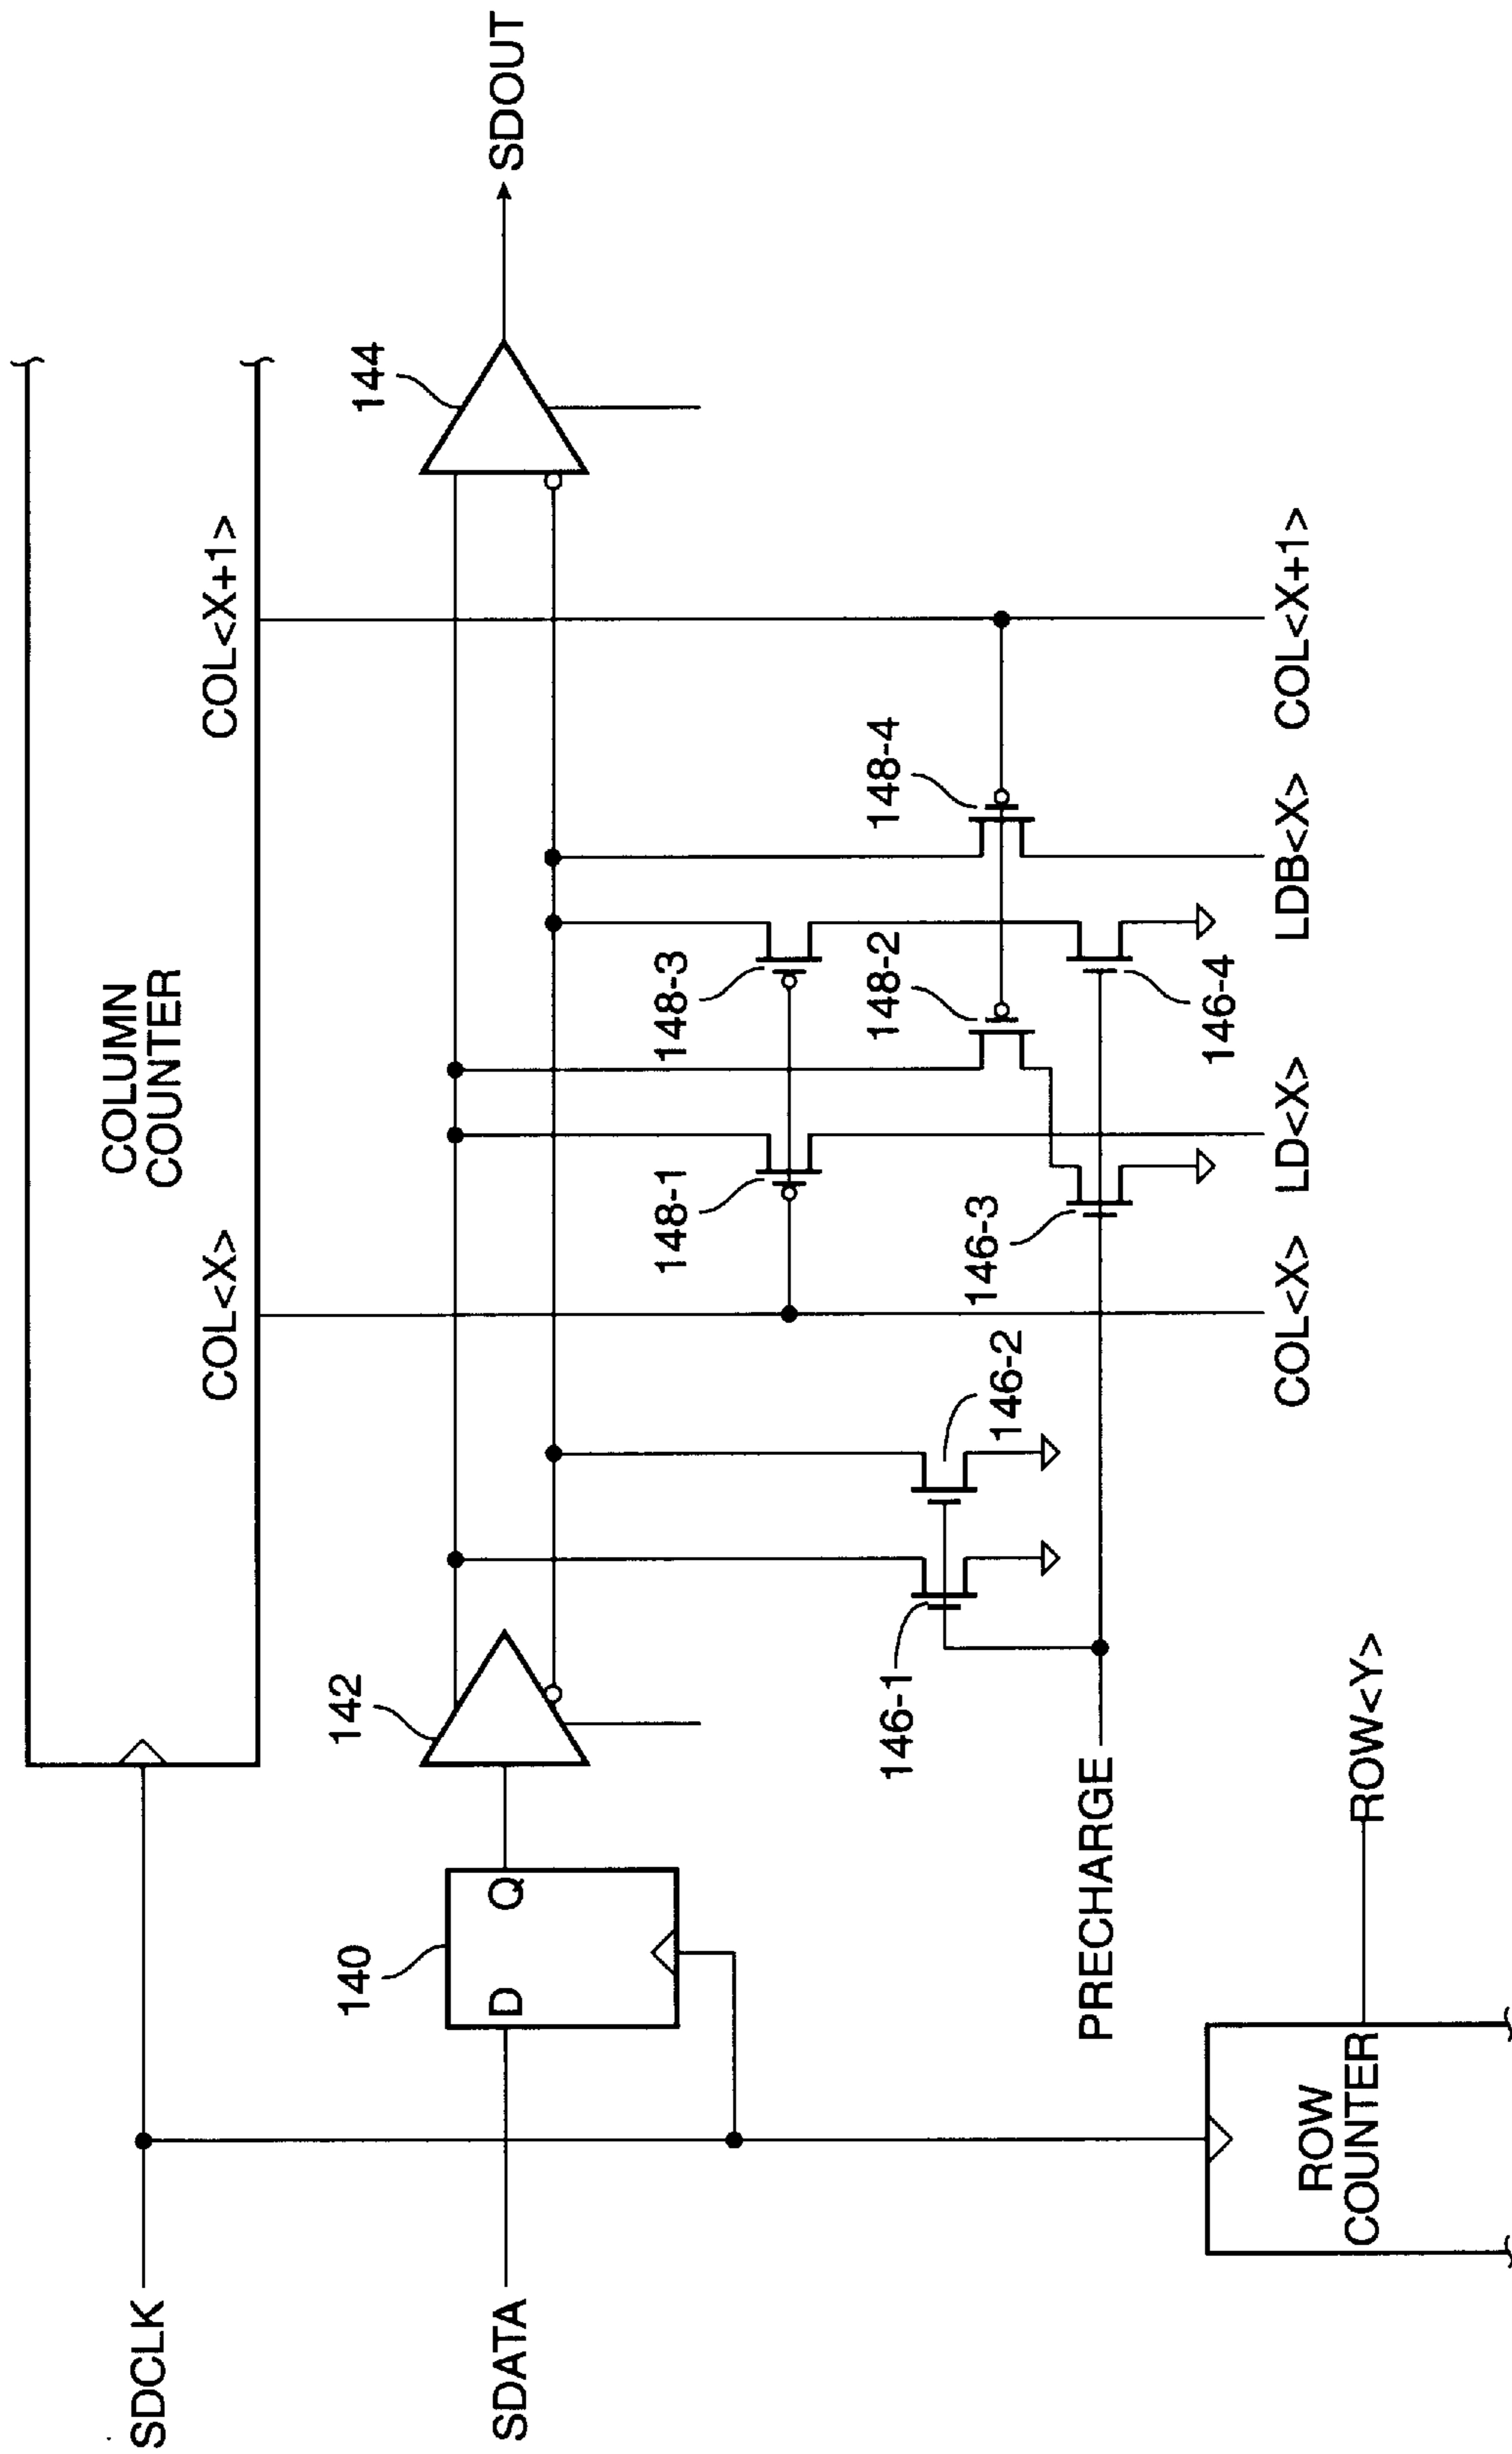 SDCLK
COLUMN
COUNTER
COL<X>
COL<X+1>
SDATA
140
D
Q
142
144
SDOUT
148-1
148-3
148-2
148-4
146-1
146-2
146-3
146-4
PRECHARGE
COL<X>
LD<X>
LDB<X>
COL<X+1>
ROW
COUNTER
ROW<Y>